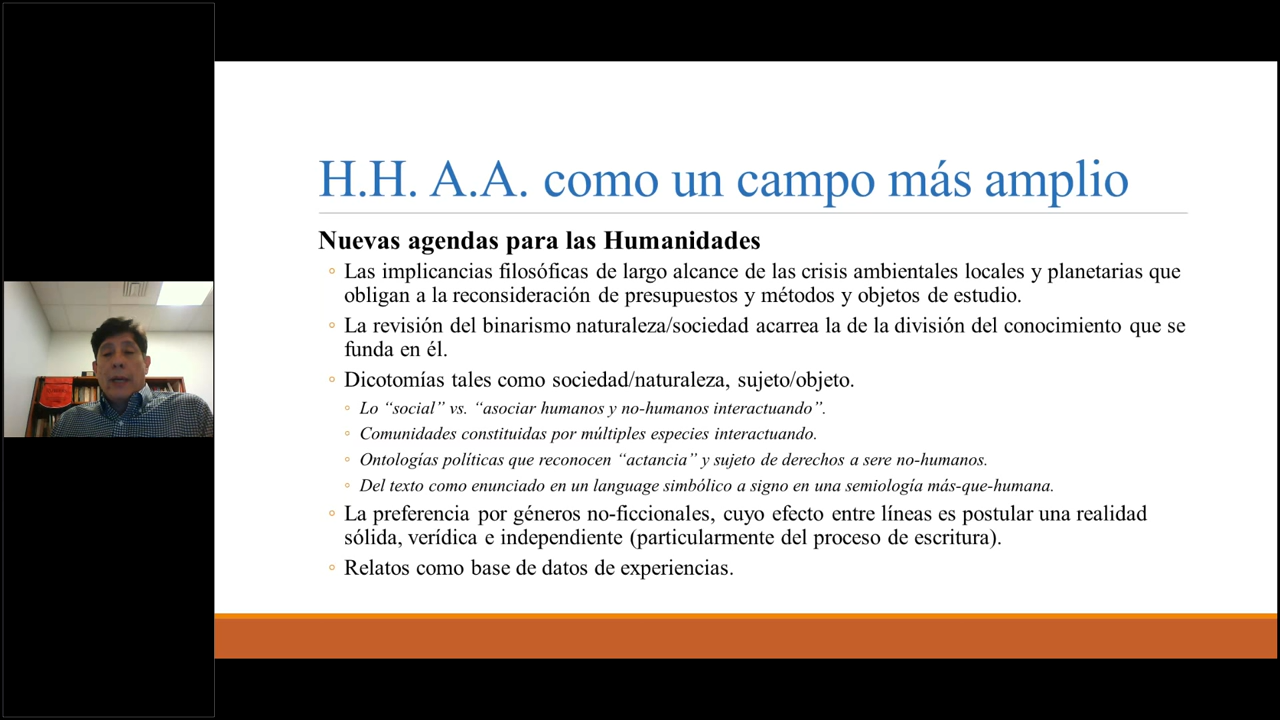 H.H. A.A. como un campo más amplio
Nuevas agendas para las Humanidades
◦ Las implicancias filosóficas de largo alcance de las crisis ambientales locales y planetarias que
obligan a la reconsideración de presupuestos y métodos y objetos de estudio.
◦ La revisión del binarismo naturaleza/sociedad acarrea la de la división del conocimiento que se
funda en él.
◦ Dicotomías tales como sociedad/naturaleza, sujeto/objeto.
◦ Lo “social” vs. “asociar humanos y no-humanos interactuando”.
◦ Comunidades constituidas por múltiples especies interactuando.
◦ Ontologías políticas que reconocen “actancia” y sujeto de derechos a sere no-humanos.
◦ Del texto como enunciado en un language simbólico a signo en una semiología más-que-humana.
◦ La preferencia por géneros no-ficcionales, cuyo efecto entre líneas es postular una realidad
sólida, verídica e independiente (particularmente del proceso de escritura).
◦ Relatos como base de datos de experiencias.